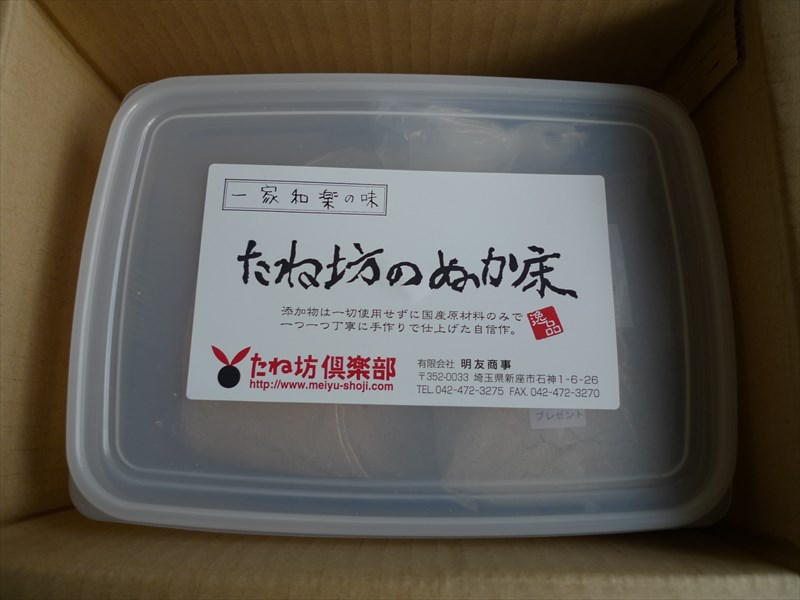 一家和楽の味
たね坊のぬか床
添加物は一切使用せずに国産原材料のみで
一つ一つ丁寧に手作りで仕上げた自信作。
逸品
たね坊倶楽部
http://www.meiyu-shoji.com
有限会社 明友商事
〒352-0033 埼玉県新座市石神1-6-26
TEL.042-472-3275 FAX.042-472-3270
プレゼント